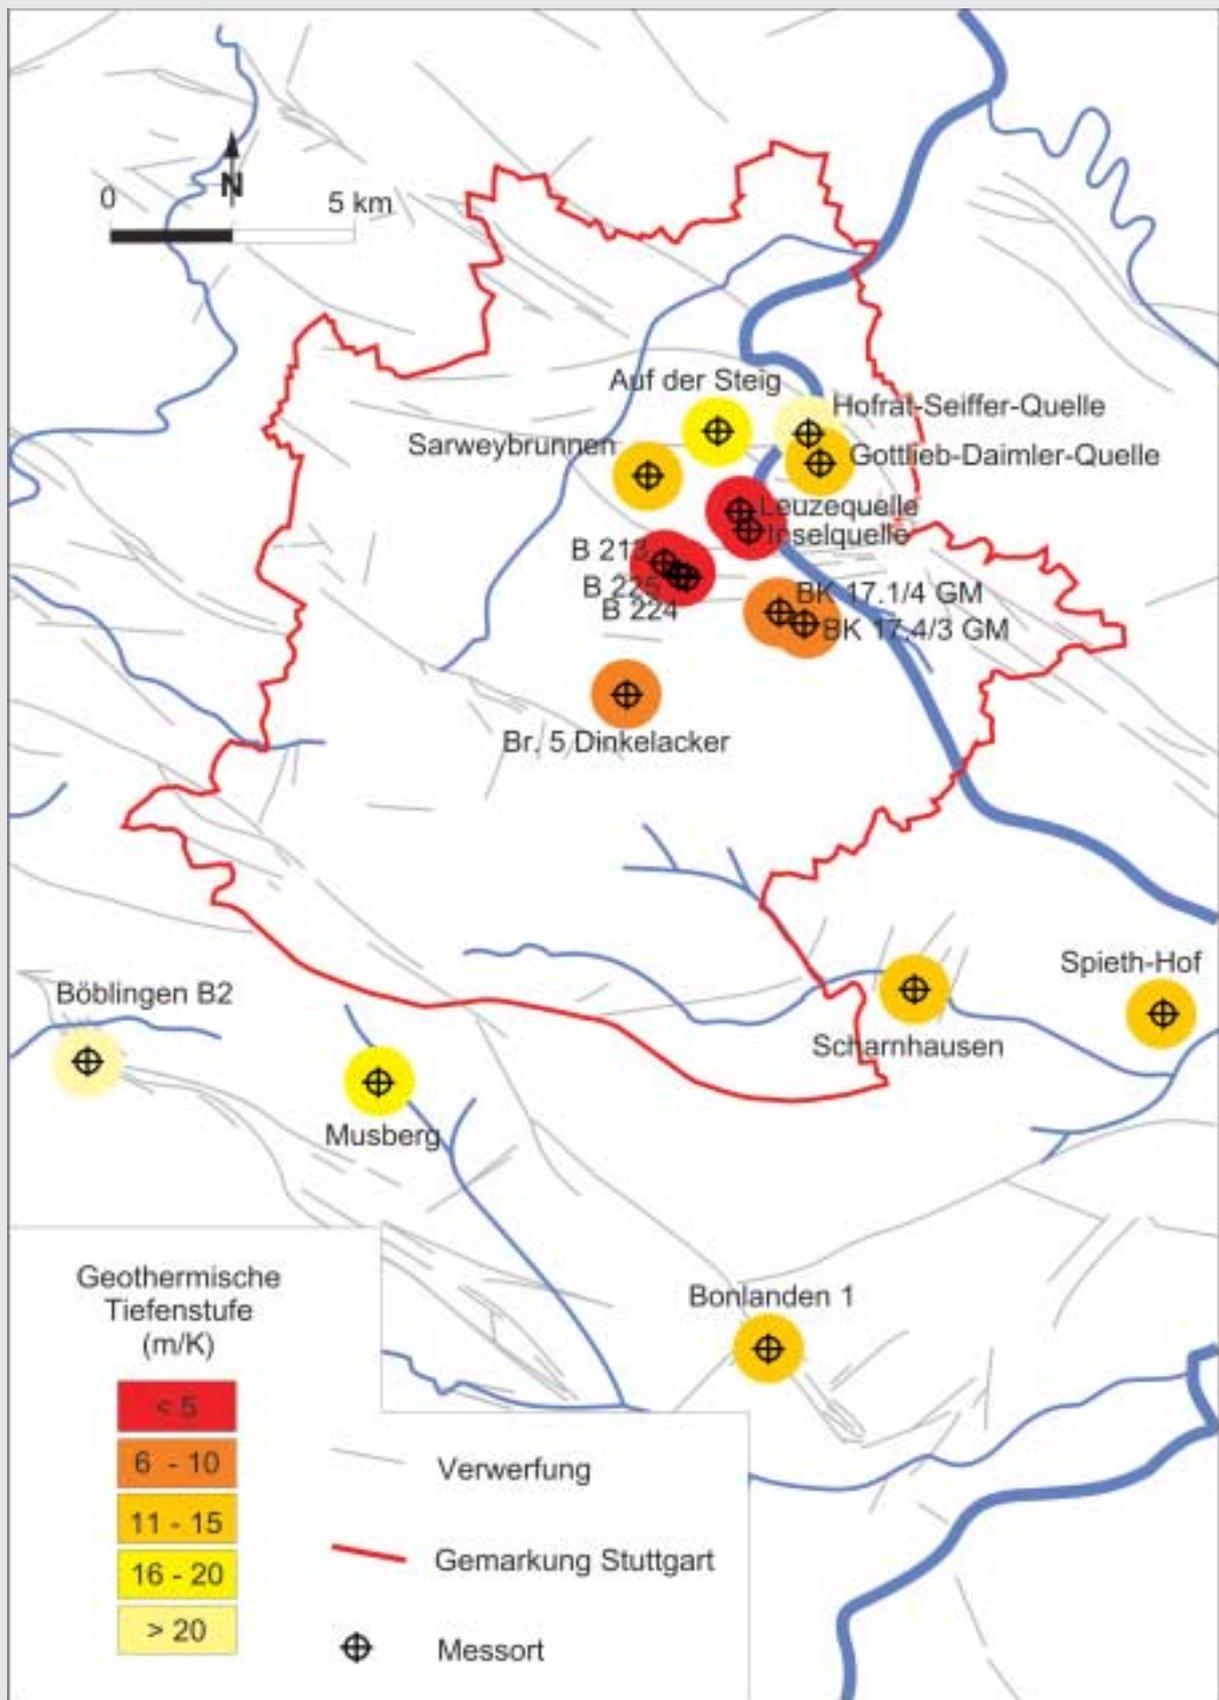 N
0 5 km
Auf der Steig
Hofrat-Seiffer-Quelle
Sarweybrunnen
Gottlieb-Daimler-Quelle
Leuzequelle
Inselquelle
B 213
B 225
B 224
BK 17.1/4 GM
BK 17.4/3 GM
Br. 5 Dinkelacker
Spieth-Hof
Böblingen B2
Scharnhausen
Musberg
Bonlanden 1
Geothermische
Tiefenstufe
(m/K)
< 5
6 - 10
11 - 15
16 - 20
> 20
Verwerfung
Gemarkung Stuttgart
Messort